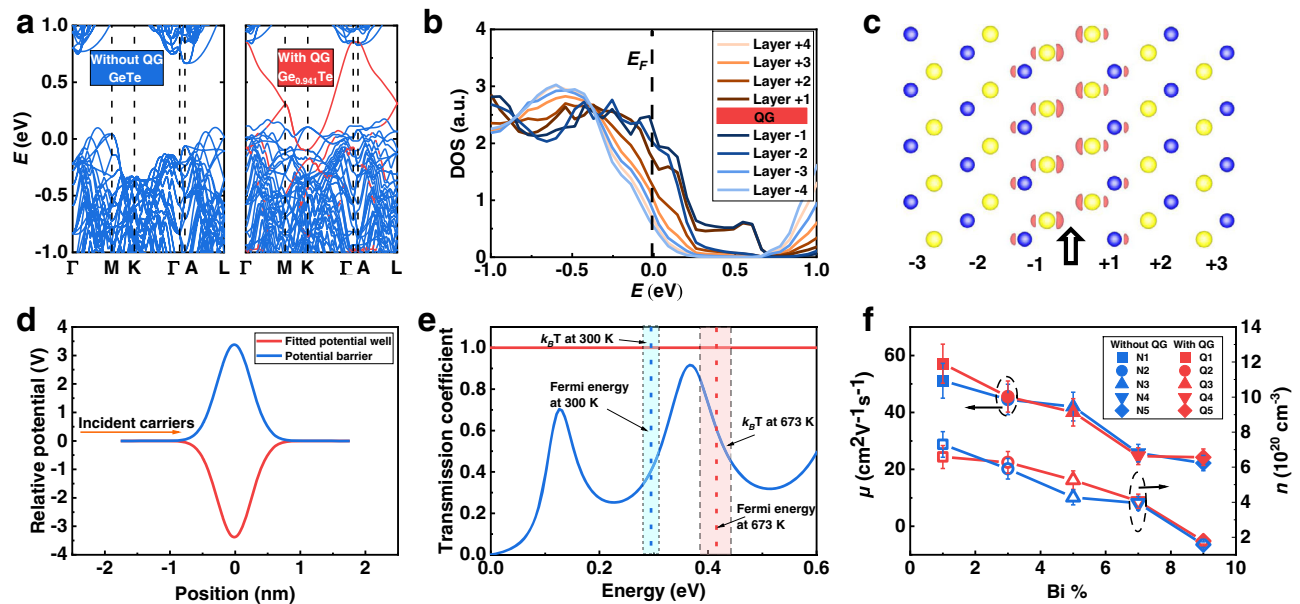 a
1.0
0.5
0.0
-0.5
-1.0
E (eV)
Without QG
GeTe
With QG
Ge0.941Te
Γ M K Γ A L
Γ M K Γ A L
b
DOS (a.u.)
4
3
2
1
0
EF
Layer +4
Layer +3
Layer +2
Layer +1
QG
Layer -1
Layer -2
Layer -3
Layer -4
-1.0 -0.5 0.0 0.5 1.0
E (eV)
c
-3 -2 -1 +1 +2 +3
d
Relative potential (V)
4
3
2
1
0
-1
-2
-3
-4
Fitted potential well
Potential barrier
Incident carriers
-2 -1 0 1 2
Position (nm)
e
Transmission coefficient
1.1
1.0
0.9
0.8
0.7
0.6
0.5
0.4
0.3
0.2
0.1
0.0
kBT at 300 K
Fermi energy
at 300 K
kBT at 673 K
Fermi energy
at 673 K
0.0 0.2 0.4 0.6
Energy (eV)
f
μ (cm2V-1s-1)
60
40
20
0
Without QG With QG
N1 Q1
N2 Q2
N3 Q3
N4 Q4
N5 Q5
14
12
10
8
6
4
2
n (10²⁰ cm⁻³)
0 2 4 6 8 10
Bi %